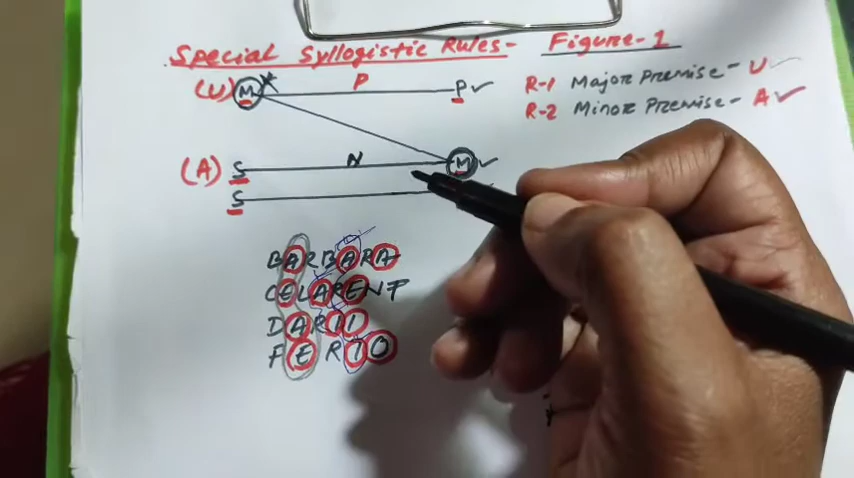 Special Syllogistic Rules- Figure-1
(U) M P P
R-1 Major Premise- U
R-2 Minor Premise- A
(A) S N M
S
BARBARA
CELARENT
DARII
FERIO